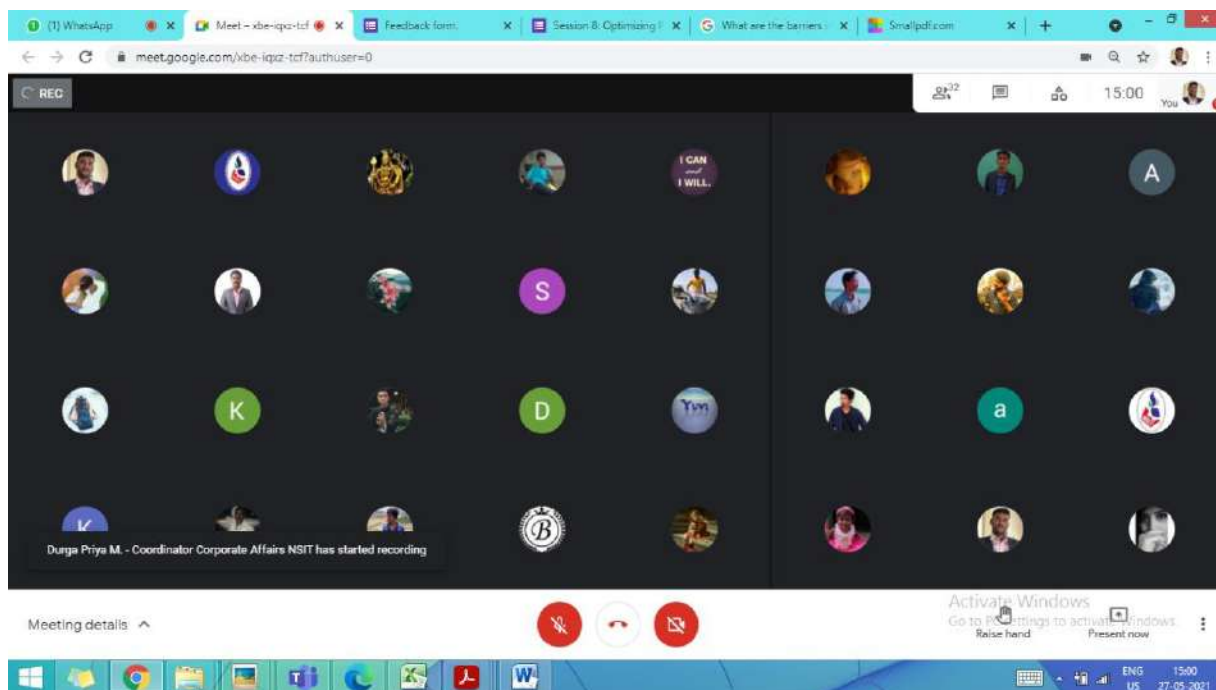 (1) WhatsApp
Meet – xbe-iqxz-tcf
Feedback form.
Session 8: Optimizing
What are the barriers
Smallpdf.com
meet.google.com/xbe-iqxz-tcf?authuser=0
REC
32
15:00
You
I CAN
and
I WILL.
A
S
K
D
Yuvi
a
K
B
Durga Priya M. - Coordinator Corporate Affairs NSIT has started recording
Activate Windows
Go to PC settings to activate Windows.
Meeting details
Raise hand
Present now
ENG
US
15:00
27-05-2021